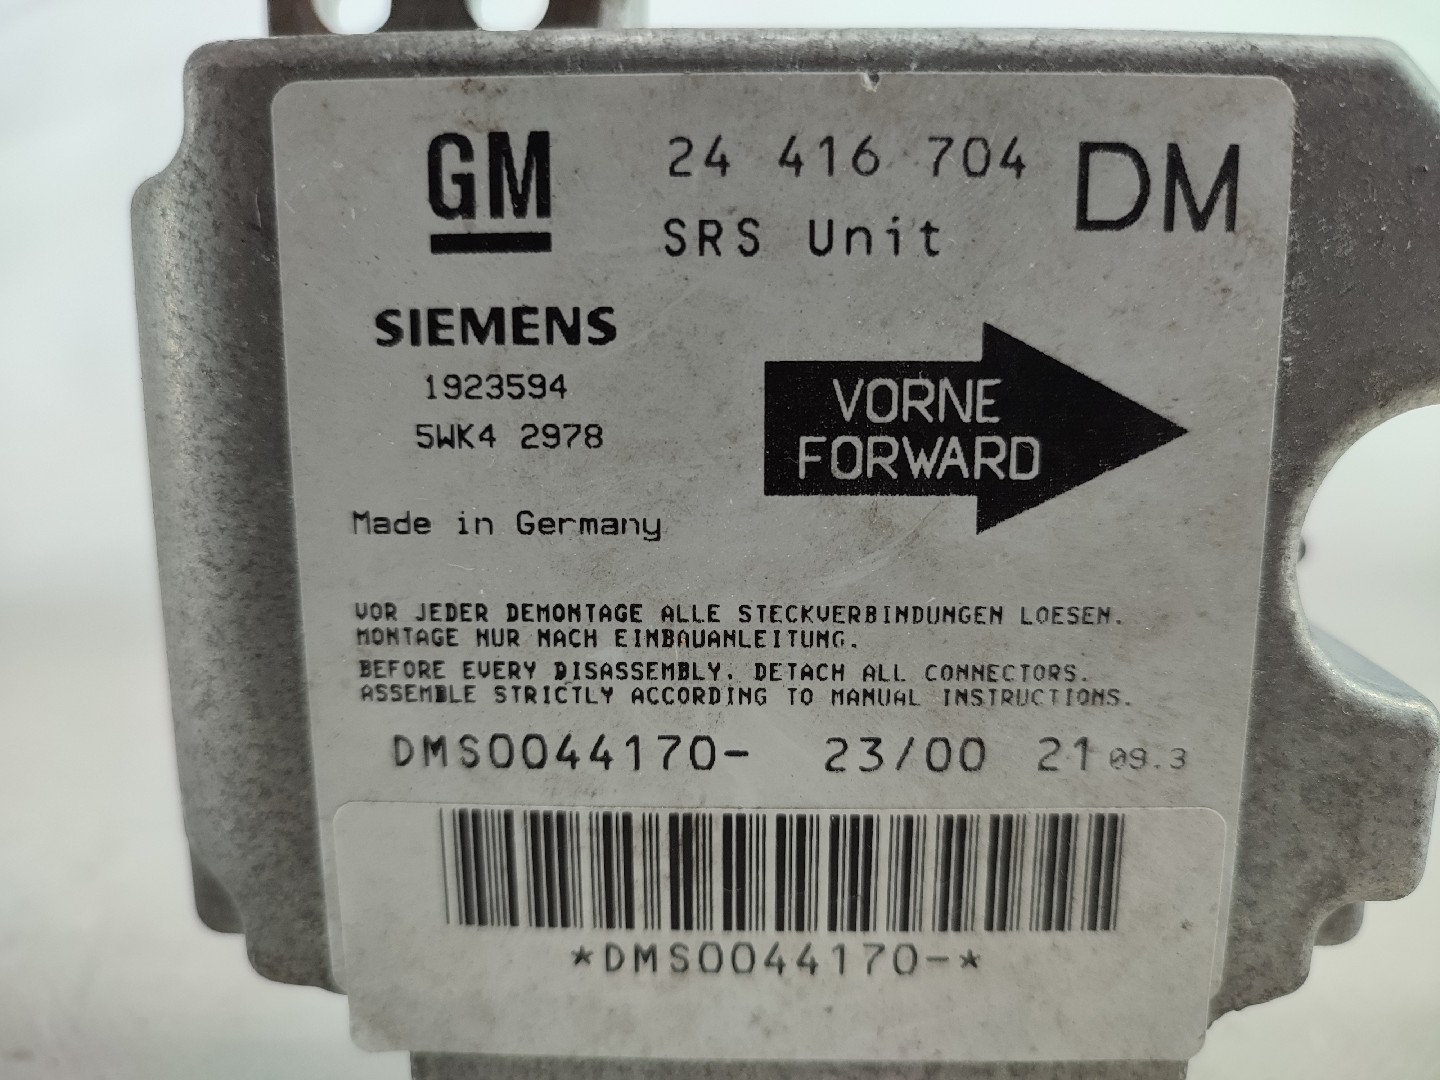 GM 24 416 704 DM
SRS Unit
SIEMENS
1923594
5WK4 2978
VORNE
FORWARD
Made in Germany
VOR JEDER DEMONTAGE ALLE STECKVERBINDUNGEN LOESEN.
MONTAGE NUR NACH EINBAUANLEITUNG.
BEFORE EVERY DISASSEMBLY, DETACH ALL CONNECTORS.
ASSEMBLE STRICTLY ACCORDING TO MANUAL INSTRUCTIONS.
DMS0044170- 23/00 21 09.3
*DMS0044170-*